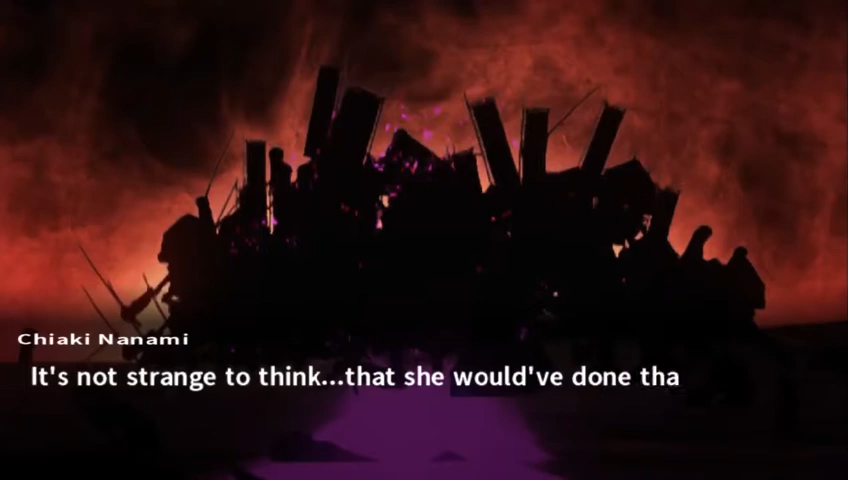 Chiaki Nanami
It's not strange to think...that she would've done tha